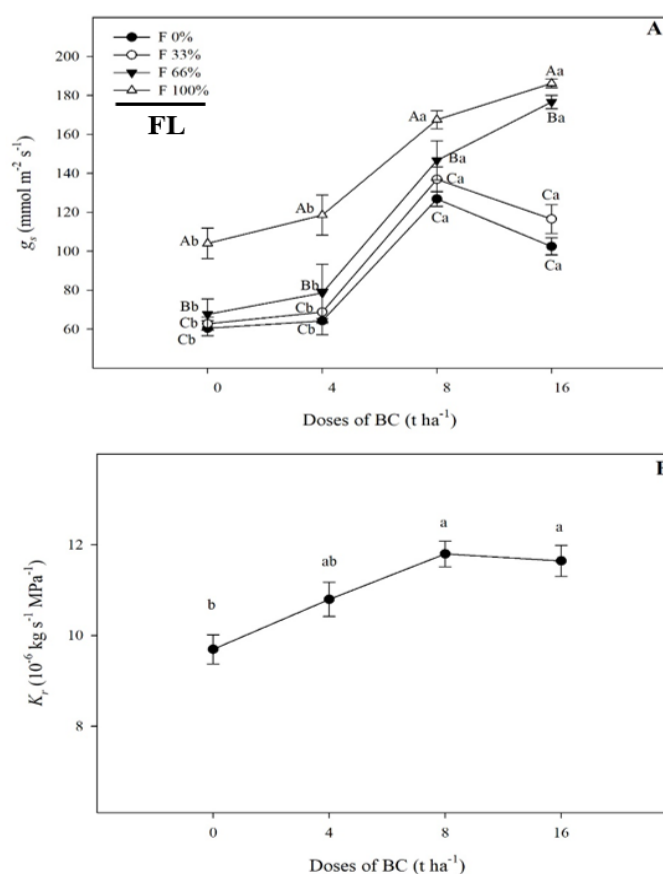 A
F 0%
F 33%
F 66%
F 100%
FL
200
180
160
140
120
100
80
60
gs (mmol m-2 s-1)
Aa
Aa
Ba
Ba
Ca
Ca
Ca
Ca
Ab
Ab
Bb
Bb
Cb
Cb
Cb
Cb
0 4 8 16
Doses of BC (t ha-1)
12
10
8
Kr (10-6 kg s-1 MPa-1)
b
ab
a
a
0 4 8 16
Doses of BC (t ha-1)